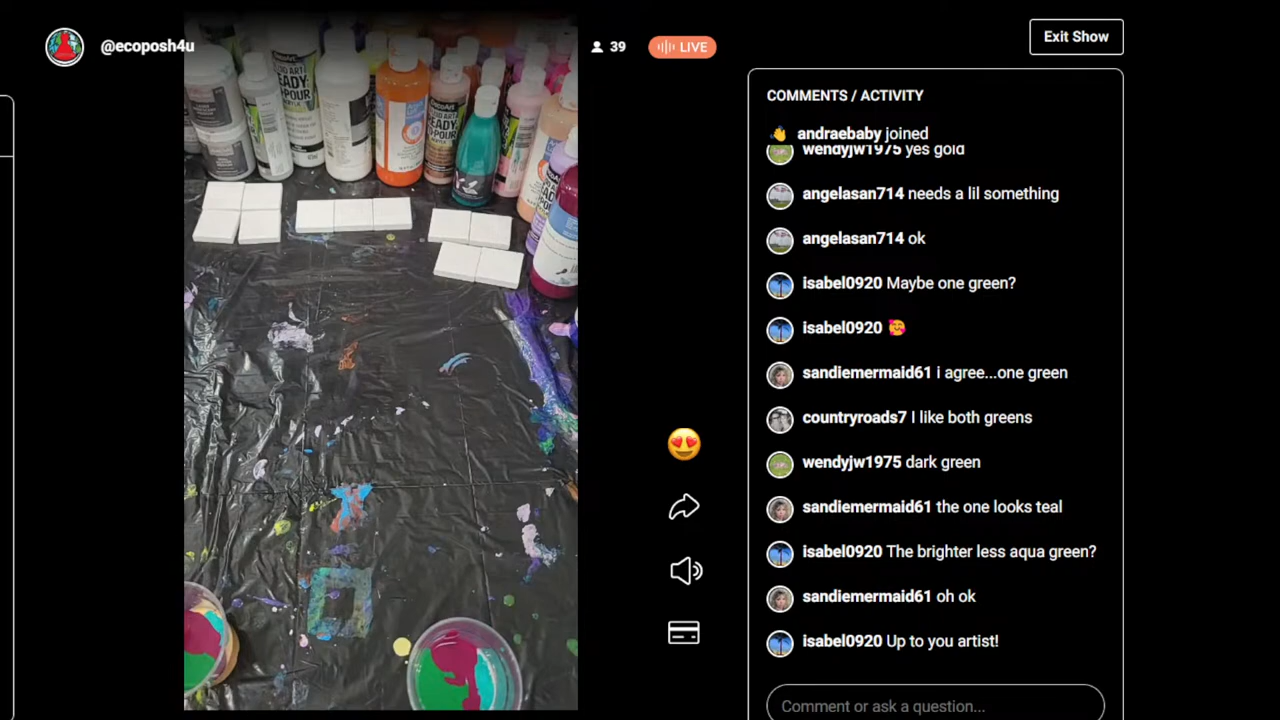 @ecoposh4u
39
LIVE
Exit Show
COMMENTS / ACTIVITY
andraebaby joined
wendyjw1975 yes gold
angelasan714 needs a lil something
angelasan714 ok
isabel0920 Maybe one green?
isabel0920 🥰
sandiemermaid61 i agree...one green
countryroads7 I like both greens
wendyjw1975 dark green
sandiemermaid61 the one looks teal
isabel0920 The brighter less aqua green?
sandiemermaid61 oh ok
isabel0920 Up to you artist!
Comment or ask a question...
READY
POUR
DecoArt